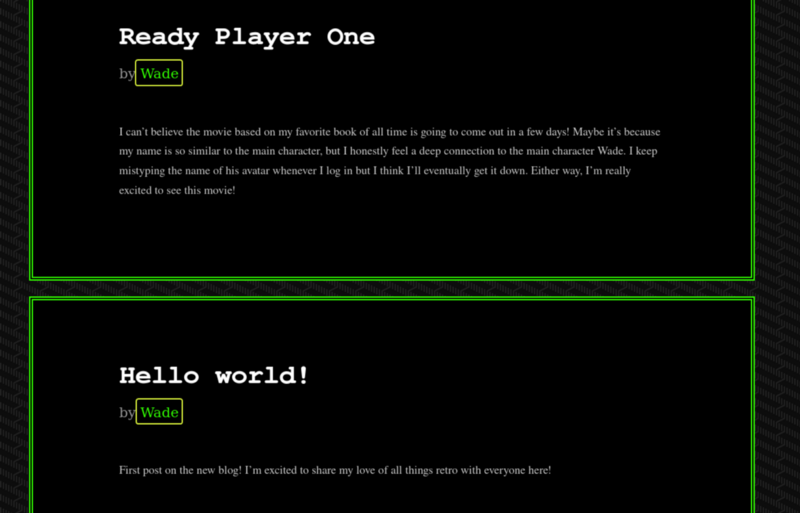 Ready Player One
by Wade
I can’t believe the movie based on my favorite book of all time is going to come out in a few days! Maybe it’s because
my name is so similar to the main character, but I honestly feel a deep connection to the main character Wade. I keep
mistyping the name of his avatar whenever I log in but I think I’ll eventually get it down. Either way, I’m really
excited to see this movie!
Hello world!
by Wade
First post on the new blog! I’m excited to share my love of all things retro with everyone here!